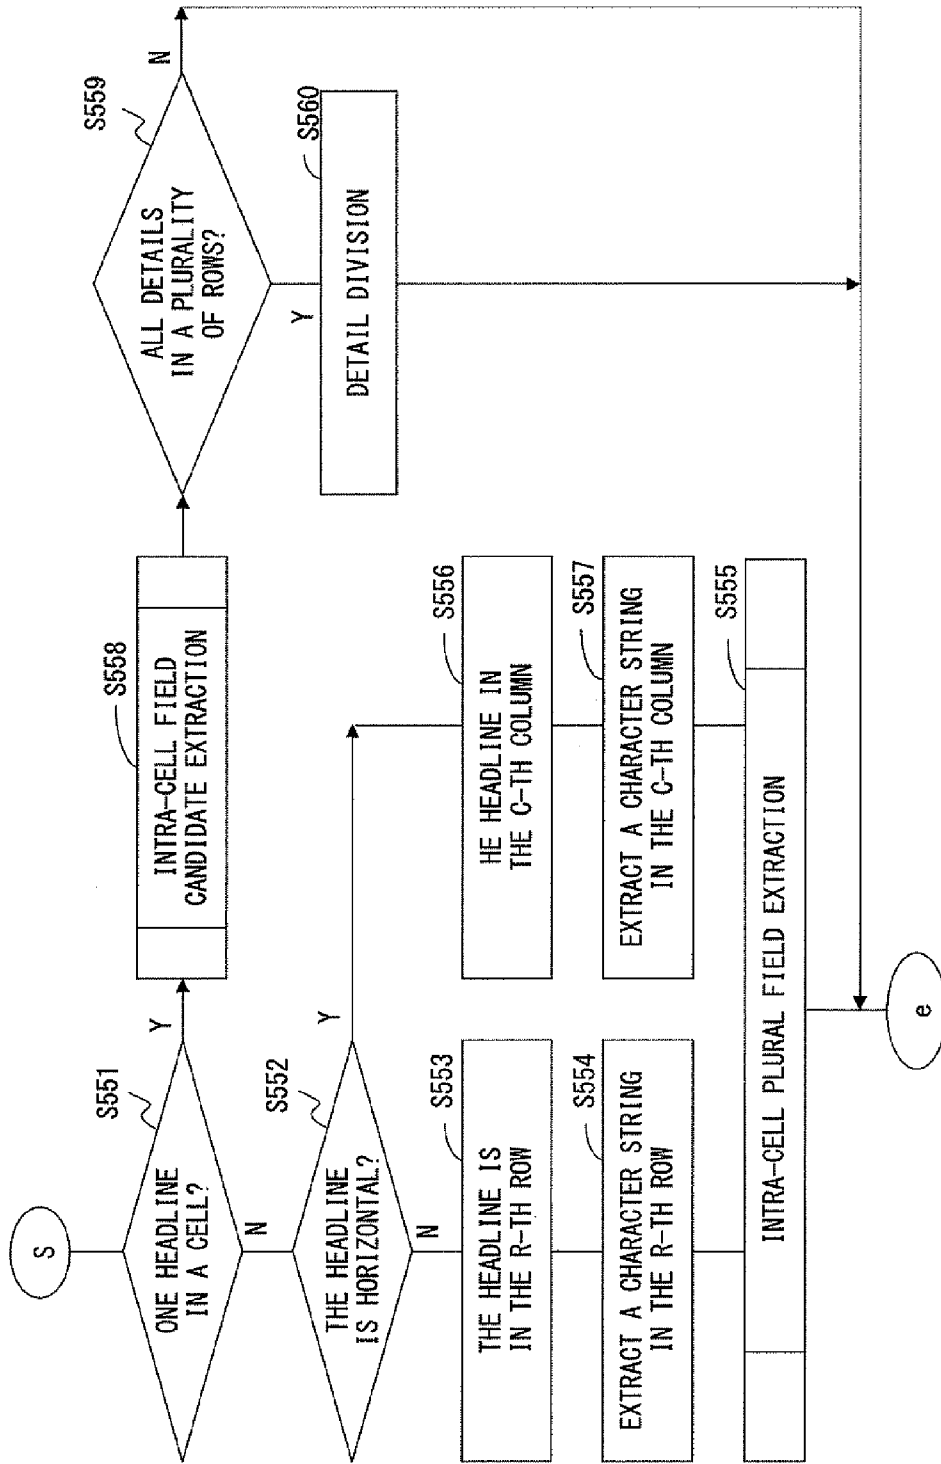 S
S551
ONE HEADLINE
IN A CELL?
Y
N
S558
INTRA-CELL FIELD
CANDIDATE EXTRACTION
S559
ALL DETAILS
IN A PLURALITY
OF ROWS?
N
Y
S560
DETAIL DIVISION
S552
THE HEADLINE
IS HORIZONTAL?
Y
N
S553
THE HEADLINE IS
IN THE R-TH ROW
S554
EXTRACT A CHARACTER STRING
IN THE R-TH ROW
S556
HE HEADLINE IN
THE C-TH COLUMN
S557
EXTRACT A CHARACTER STRING
IN THE C-TH COLUMN
S555
INTRA-CELL PLURAL FIELD EXTRACTION
e